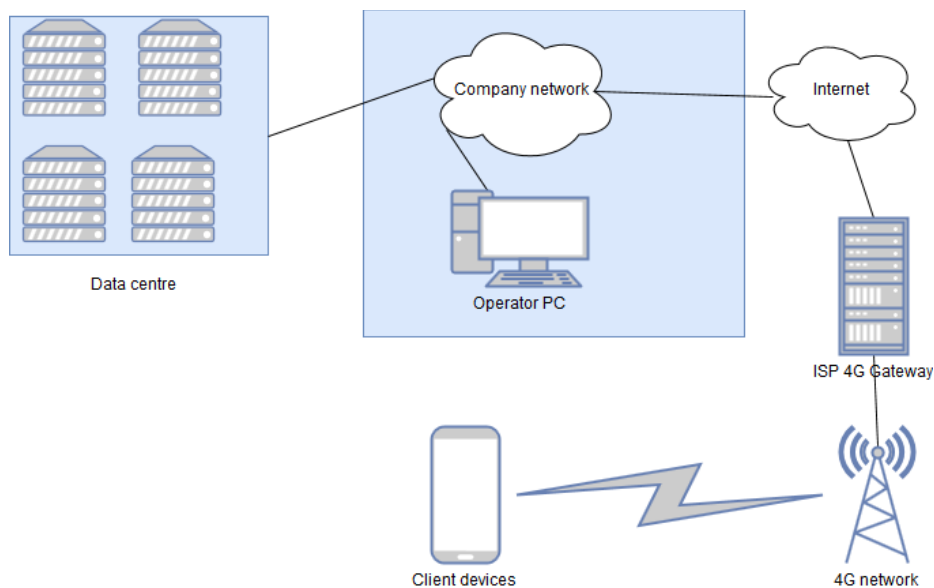 Company network
Internet
Data centre
Operator PC
ISP 4G Gateway
Client devices
4G network